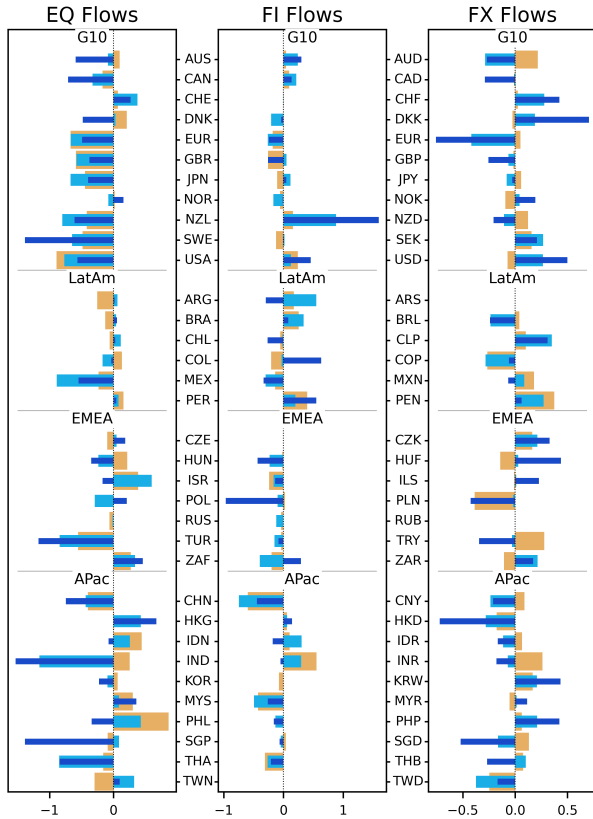 EQ Flows FI Flows FX Flows
G10 G10 G10
AUS AUD
CAN CAD
CHE CHF
DNK DKK
EUR EUR
GBR GBP
JPN JPY
NOR NOK
NZL NZD
SWE SEK
USA USD
LatAm LatAm LatAm
ARG ARS
BRA BRL
CHL CLP
COL COP
MEX MXN
PER PEN
EMEA EMEA EMEA
CZE CZK
HUN HUF
ISR ILS
POL PLN
RUS RUB
TUR TRY
ZAF ZAR
APac APac APac
CHN CNY
HKG HKD
IDN IDR
IND INR
KOR KRW
MYS MYR
PHL PHP
SGP SGD
THA THB
TWN TWD
−1 0 −1 0 1 −0.5 0.0 0.5